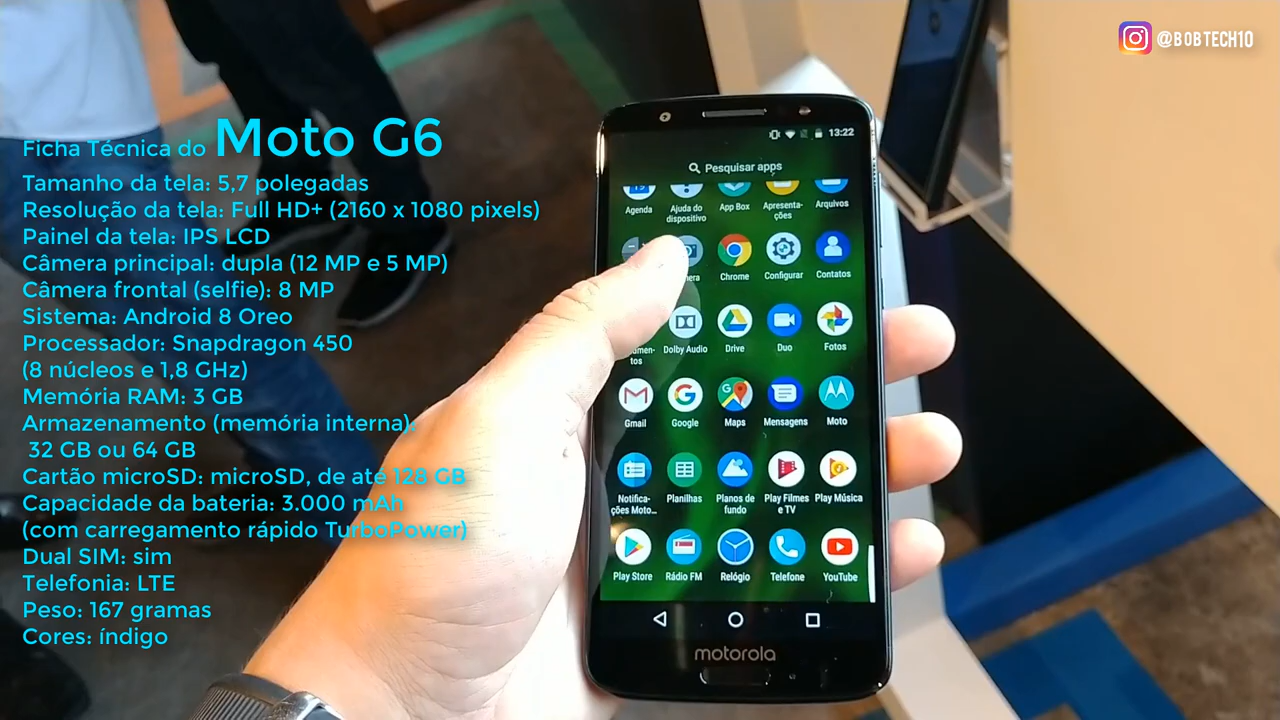 @BOBTECH10
Ficha Técnica do Moto G6
Tamanho da tela: 5,7 polegadas
Resolução da tela: Full HD+ (2160 x 1080 pixels)
Painel da tela: IPS LCD
Câmera principal: dupla (12 MP e 5 MP)
Câmera frontal (selfie): 8 MP
Sistema: Android 8 Oreo
Processador: Snapdragon 450
(8 núcleos e 1,8 GHz)
Memória RAM: 3 GB
Armazenamento (memória interna):
32 GB ou 64 GB
Cartão microSD: microSD, de até 128 GB
Capacidade da bateria: 3.000 mAh
(com carregamento rápido TurboPower)
Dual SIM: sim
Telefonia: LTE
Peso: 167 gramas
Cores: índigo
13:22
Pesquisar apps
Agenda
Ajuda do
dispositivo
App Box
Apresenta-
ções
Arquivos
Chrome
Configurar
Contatos
tos
Dolby Audio
Drive
Duo
Fotos
Gmail
Google
Maps
Mensagens
Moto
Notifica-
ções Moto...
Planilhas
Planos de
fundo
Play Filmes
e TV
Play Música
Play Store
Rádio FM
Relógio
Telefone
YouTube
motorola